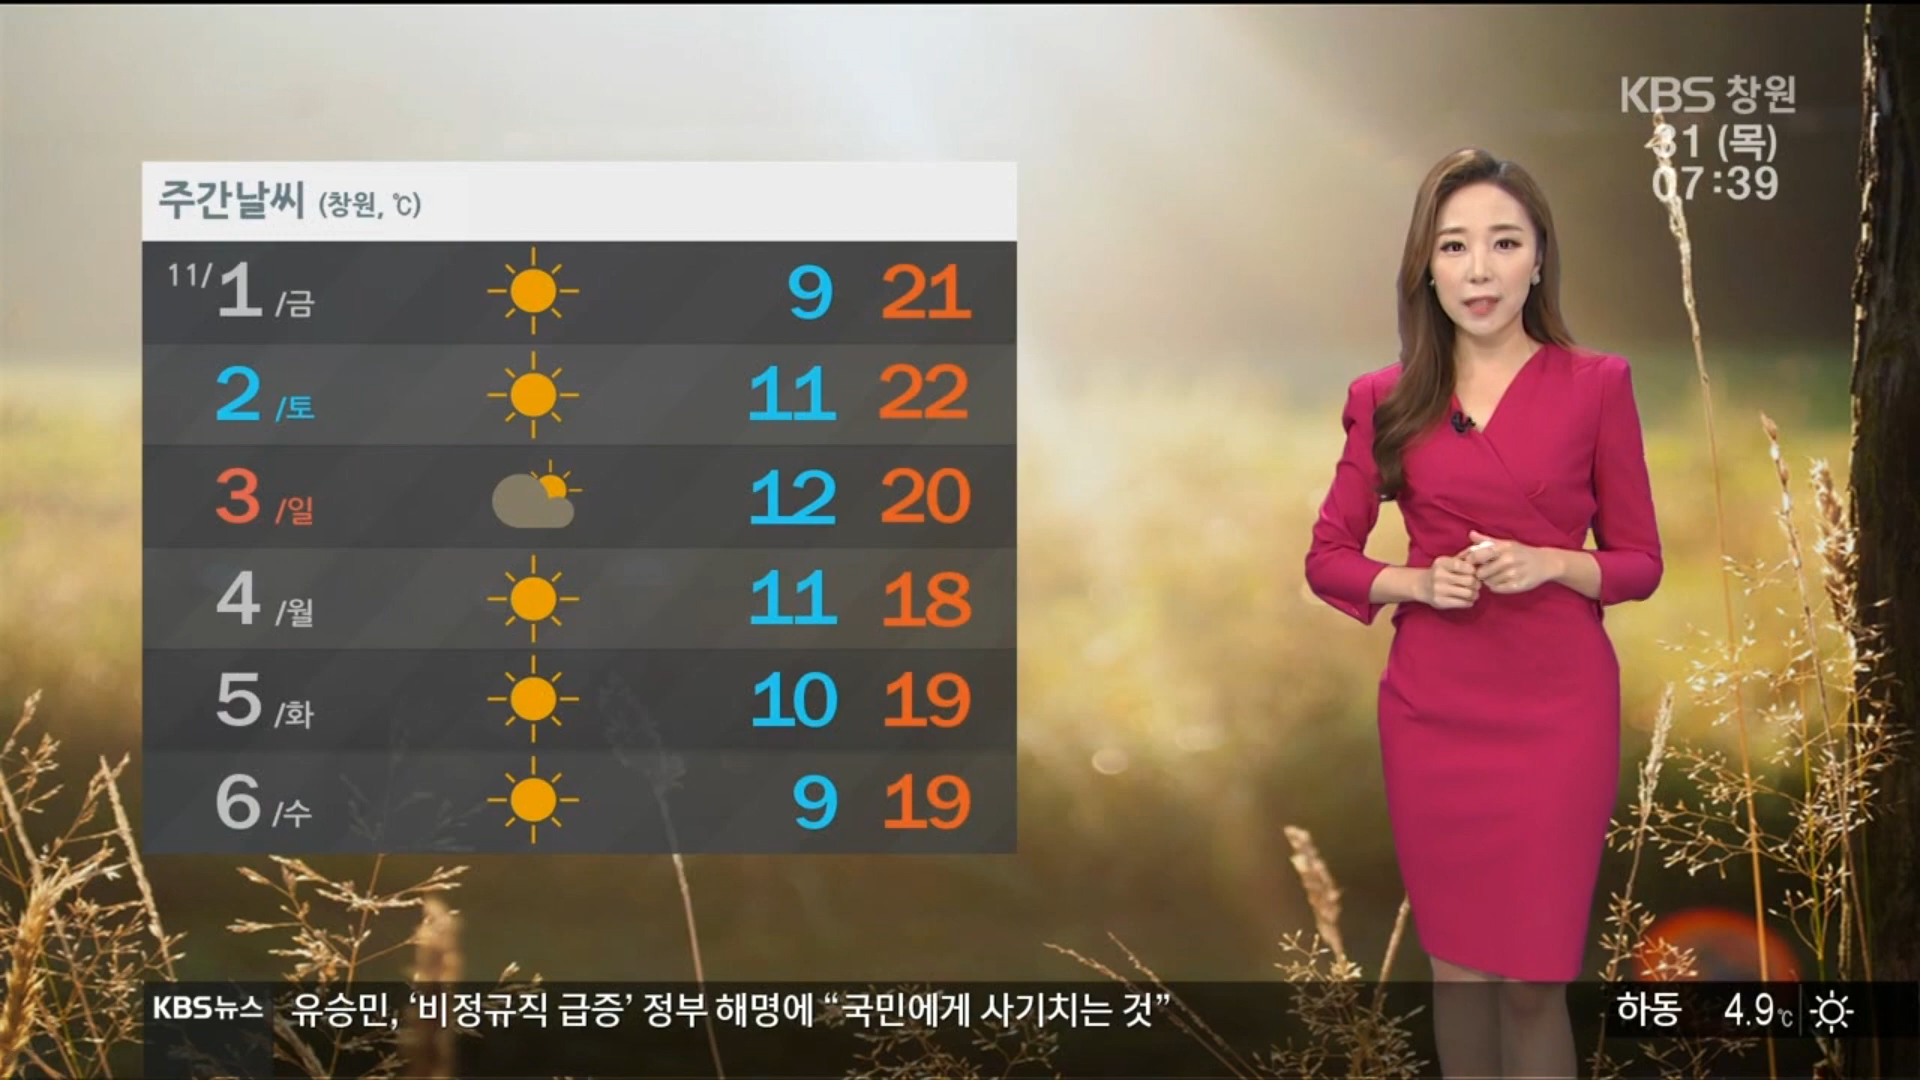 KBS 창원
31 (목)
07:39
주간날씨 (창원, ℃)
11/1 /금 9 21
2 /토 11 22
3 /일 12 20
4 /월 11 18
5 /화 10 19
6 /수 9 19
KBS뉴스 유승민, ‘비정규직 급증’ 정부 해명에 “국민에게 사기치는 것” 하동 4.9℃